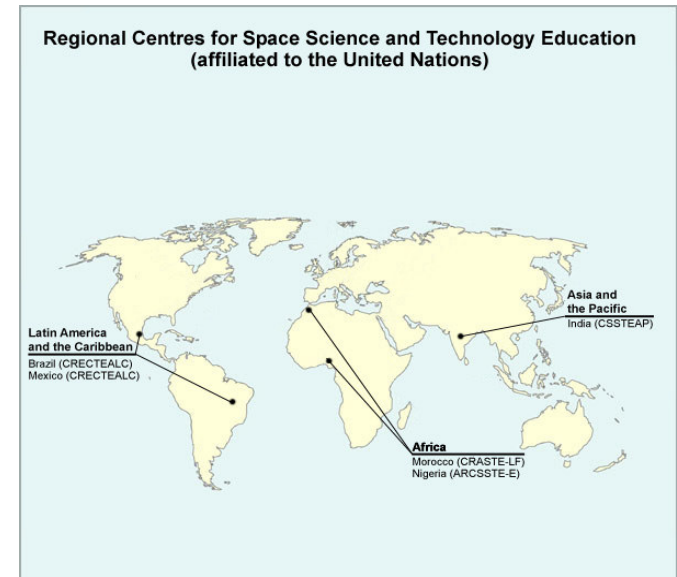 Regional Centres for Space Science and Technology Education
(affiliated to the United Nations)
Asia and
the Pacific
India (CSSTEAP)
Latin America
and the Caribbean
Brazil (CRECTEALC)
Mexico (CRECTEALC)
Africa
Morocco (CRASTE-LF)
Nigeria (ARCSSTE-E)